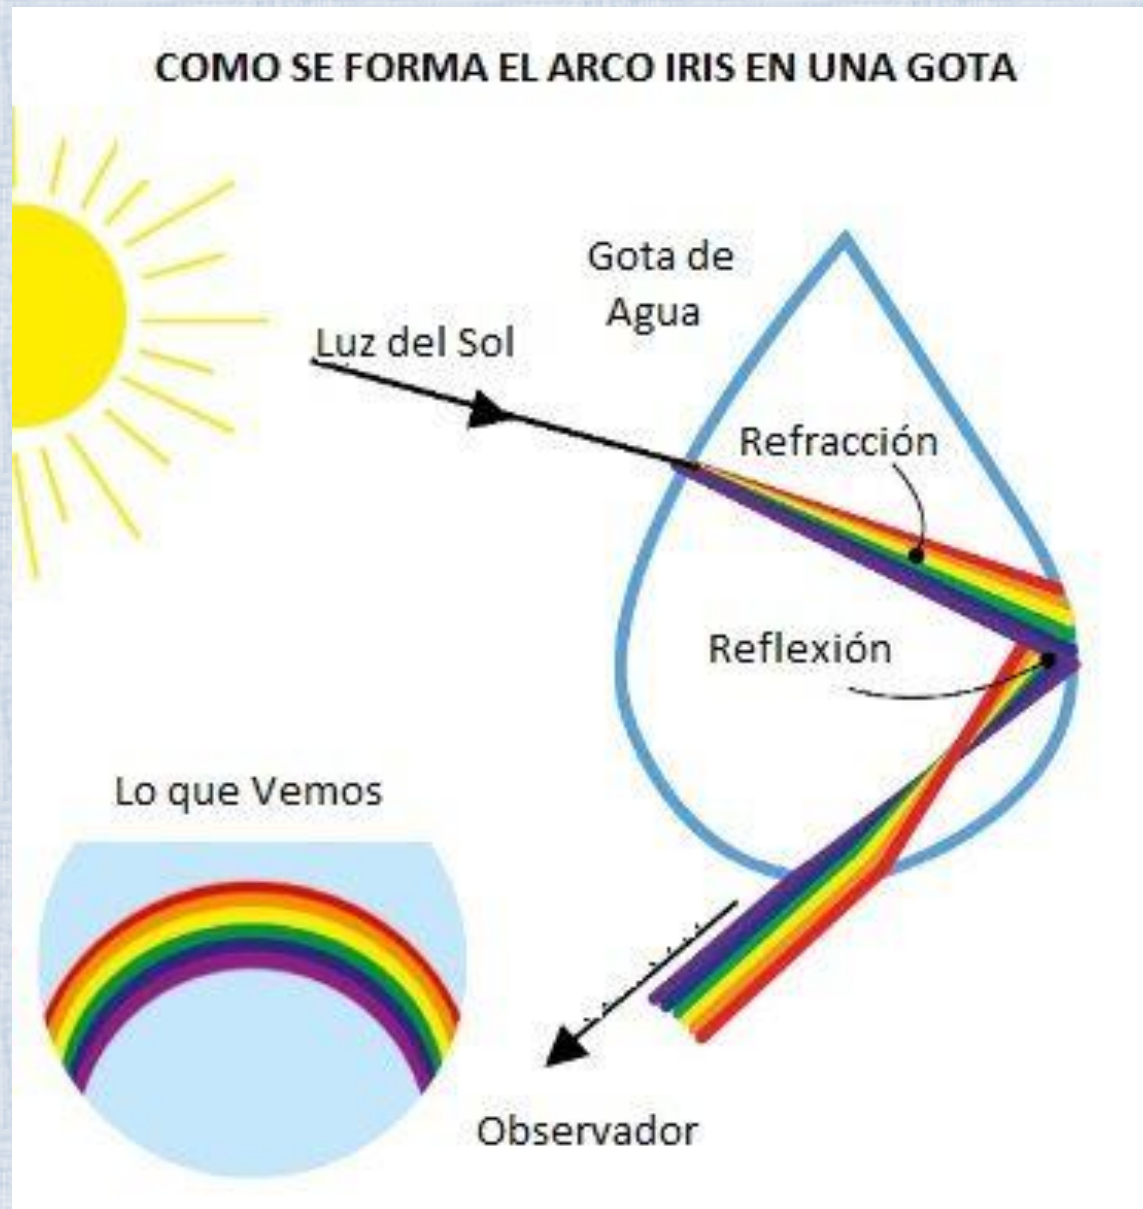 COMO SE FORMA EL ARCO IRIS EN UNA GOTA
Gota de
Agua
Luz del Sol
Refracción
Reflexión
Lo que Vemos
Observador